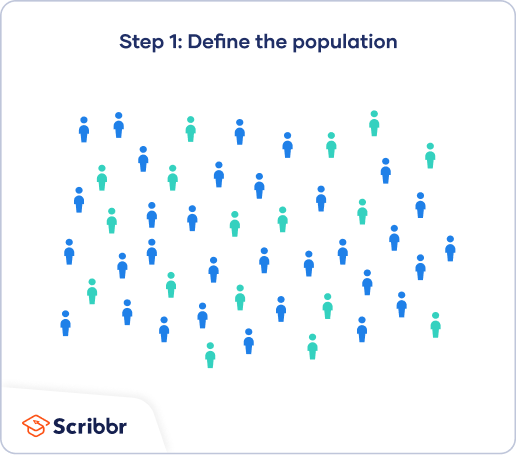 Step 1: Define the population
Scribbr